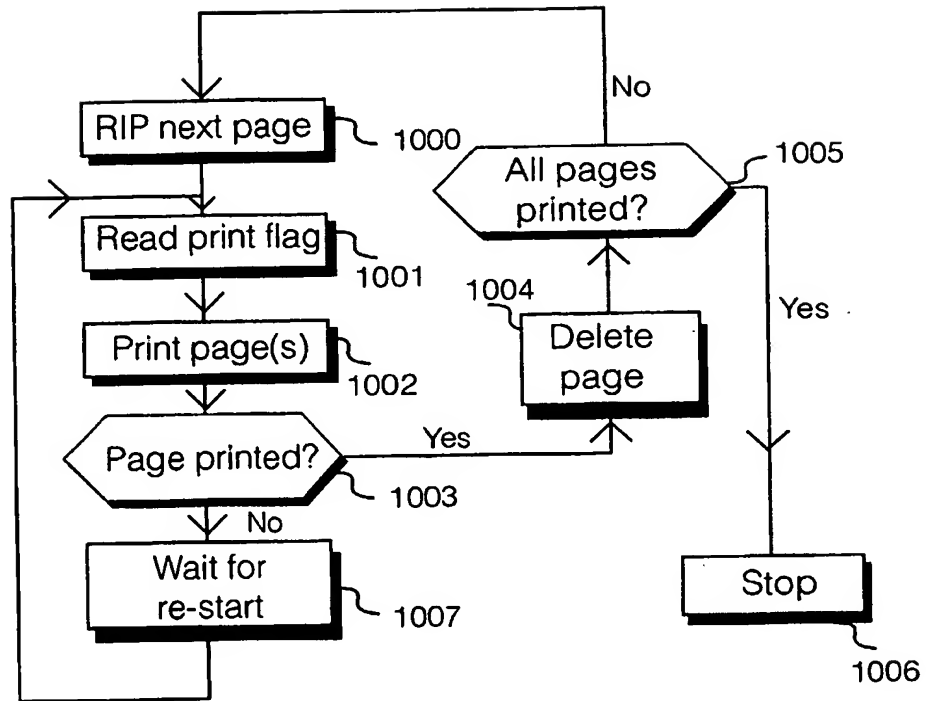 No
RIP next page
1000
All pages
printed?
1005
Read print flag
1001
1004
Yes
Print page(s)
1002
Delete
page
Page printed?
Yes
1003
No
Wait for
re-start
1007
Stop
1006